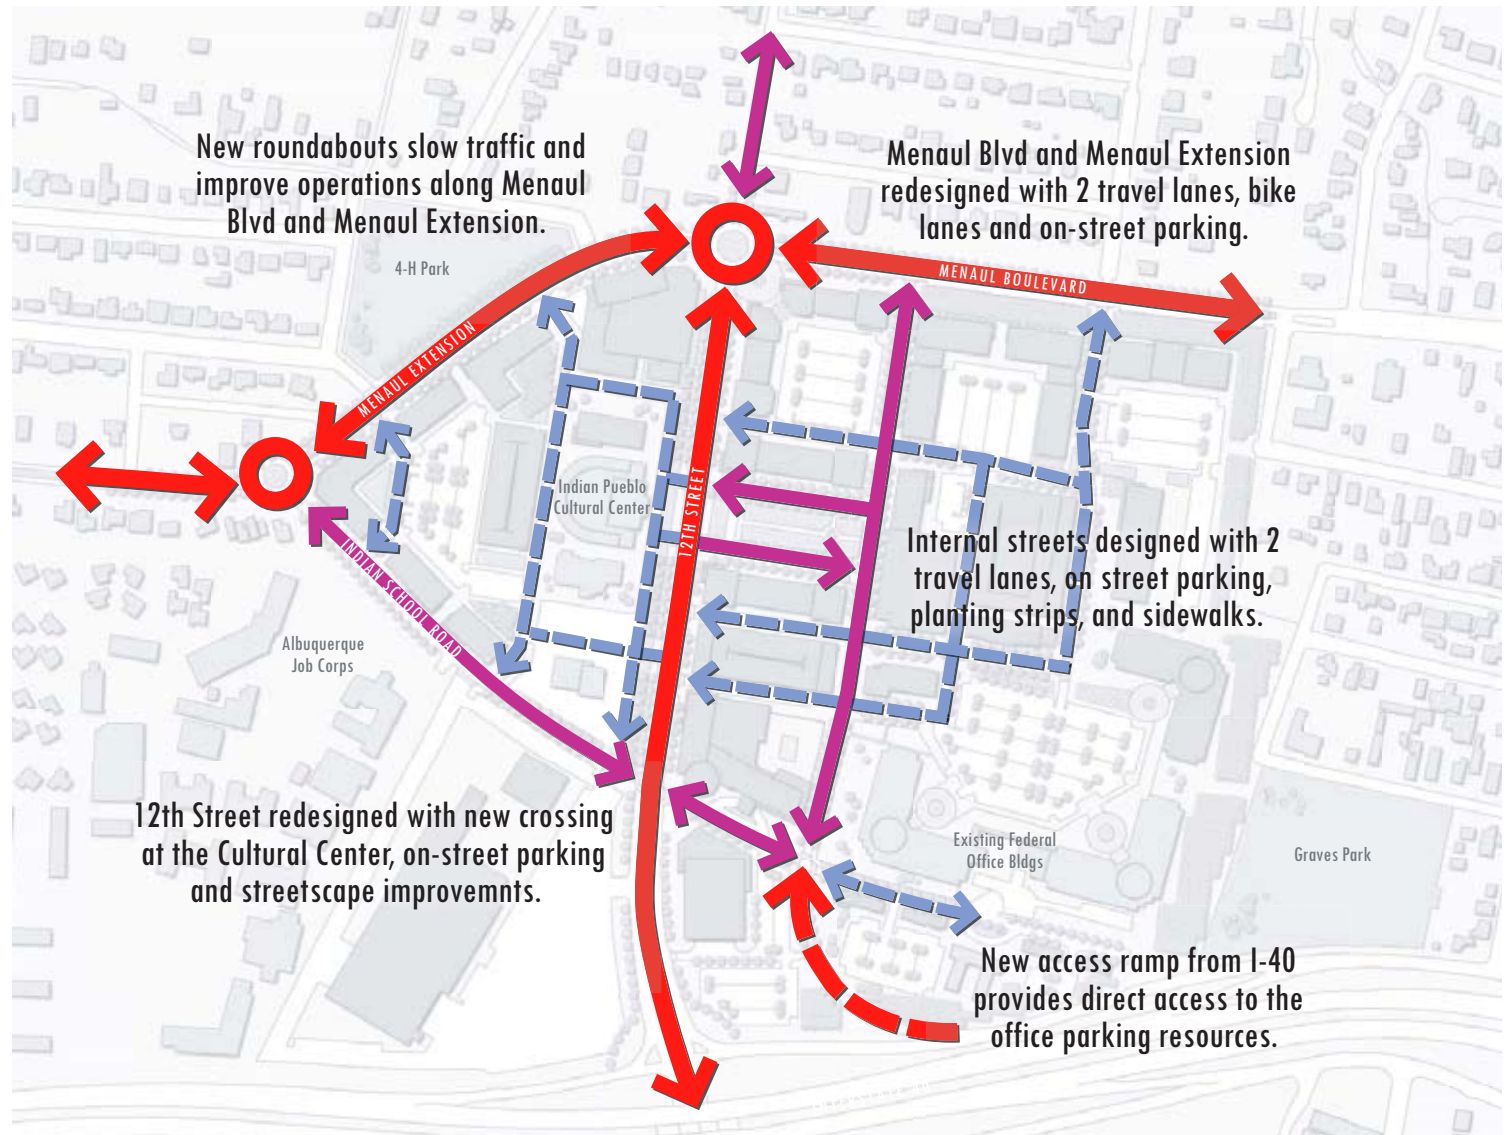 New roundabouts slow traffic and
improve operations along Menaul
Blvd and Menaul Extension.
Menaul Blvd and Menaul Extension
redesigned with 2 travel lanes, bike
lanes and on-street parking.
4-H Park
MENAUL BOULEVARD
MENAUL EXTENSION
Indian Pueblo
Cultural Center
12TH STREET
INDIAN SCHOOL ROAD
Internal streets designed with 2
travel lanes, on street parking,
planting strips, and sidewalks.
Albuquerque
Job Corps
12th Street redesigned with new crossing
at the Cultural Center, on-street parking
and streetscape improvemnts.
Existing Federal
Office Bldgs
Graves Park
New access ramp from I-40
provides direct access to the
office parking resources.
INTERSTATE 40